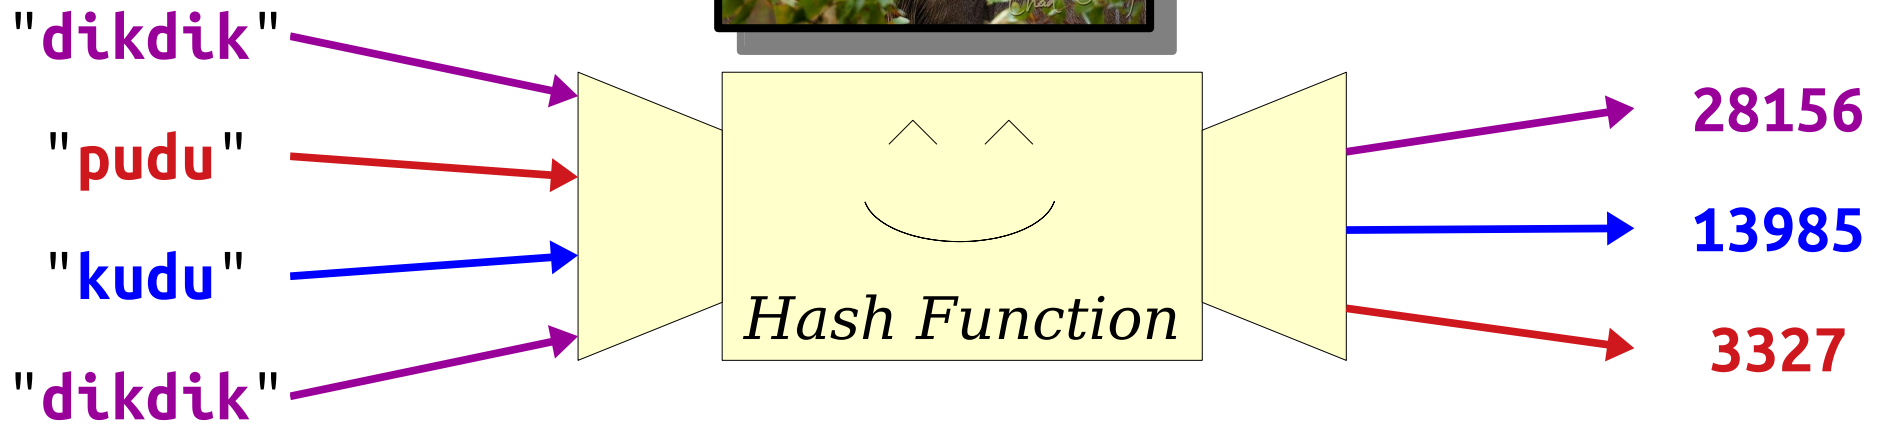 "dikdik"
"pudu"
"kudu"
"dikdik"
Hash Function
28156
13985
3327